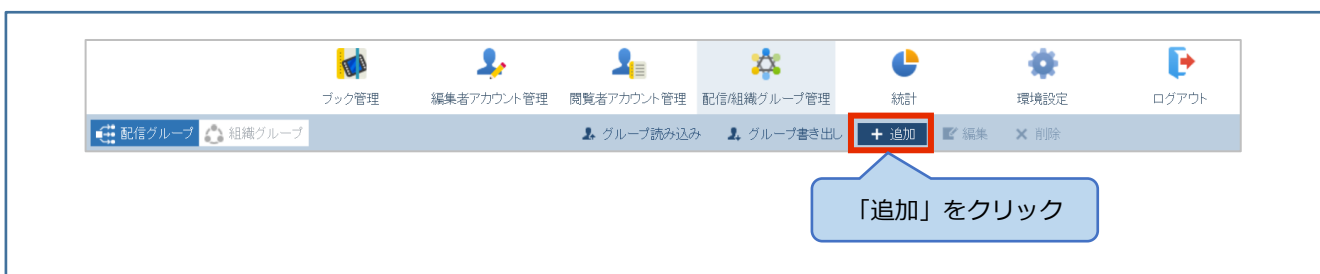 ブック管理 編集者アカウント管理 閲覧者アカウント管理 配信/組織グループ管理 統計 環境設定 ログアウト
配信グループ 組織グループ グループ読み込み グループ書き出し + 追加 編集 × 削除
「追加」をクリック